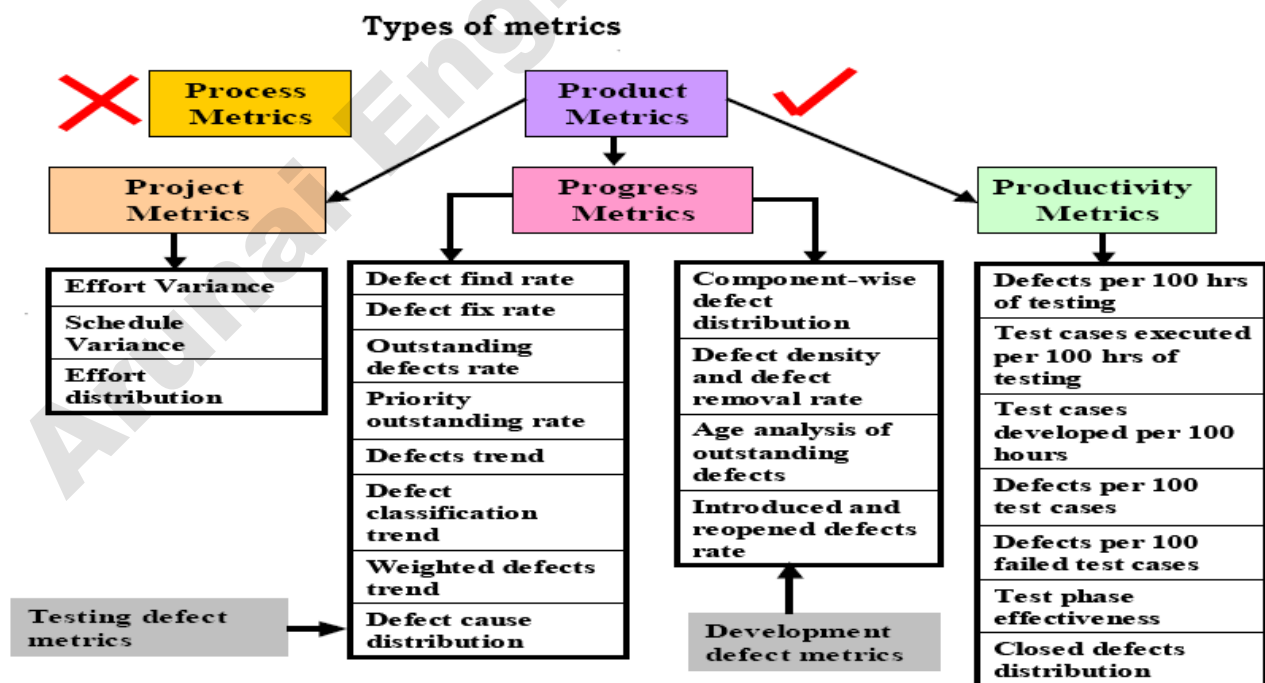 Types of metrics
Process
Metrics
Product
Metrics
Project
Metrics
Progress
Metrics
Productivity
Metrics
Effort Variance
Schedule
Variance
Effort
distribution
Defect find rate
Defect fix rate
Outstanding
defects rate
Priority
outstanding rate
Defects trend
Defect
classification
trend
Weighted defects
trend
Defect cause
distribution
Component-wise
defect
distribution
Defect density
and defect
removal rate
Age analysis of
outstanding
defects
Introduced and
reopened defects
rate
Defects per 100 hrs
of testing
Test cases executed
per 100 hrs of
testing
Test cases
developed per 100
hours
Defects per 100
test cases
Defects per 100
failed test cases
Test phase
effectiveness
Closed defects
distribution
Testing defect
metrics
Development
defect metrics
Arunai